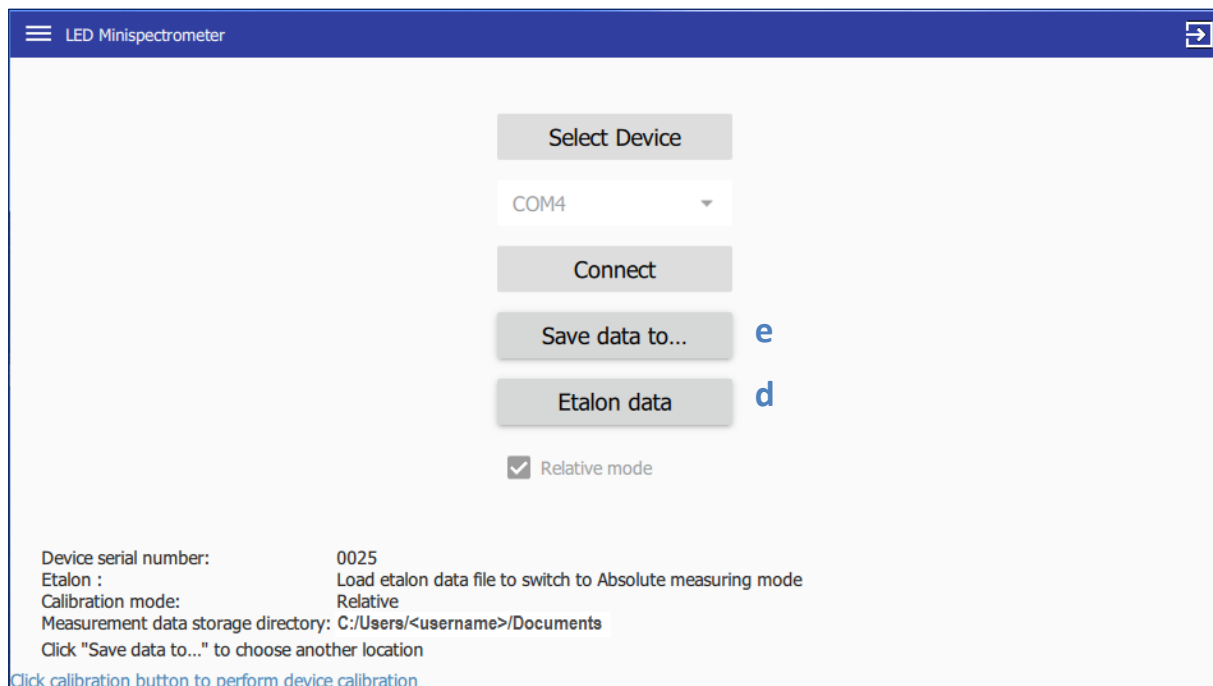 LED Minispectrometer
Select Device
COM4
Connect
Save data to... e
Etalon data d
Relative mode
Device serial number: 0025
Etalon : Load etalon data file to switch to Absolute measuring mode
Calibration mode: Relative
Measurement data storage directory: C:/Users/<username>/Documents
Click "Save data to..." to choose another location
Click calibration button to perform device calibration